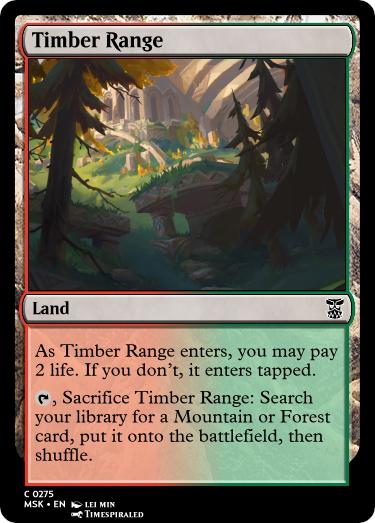 Timber Range
Land
As Timber Range enters, you may pay
2 life. If you don't, it enters tapped.
, Sacrifice Timber Range: Search
your library for a Mountain or Forest
card, put it onto the battlefield, then
shuffle.
C 0275
MSK • EN LEI MIN
TIMESPIRALED